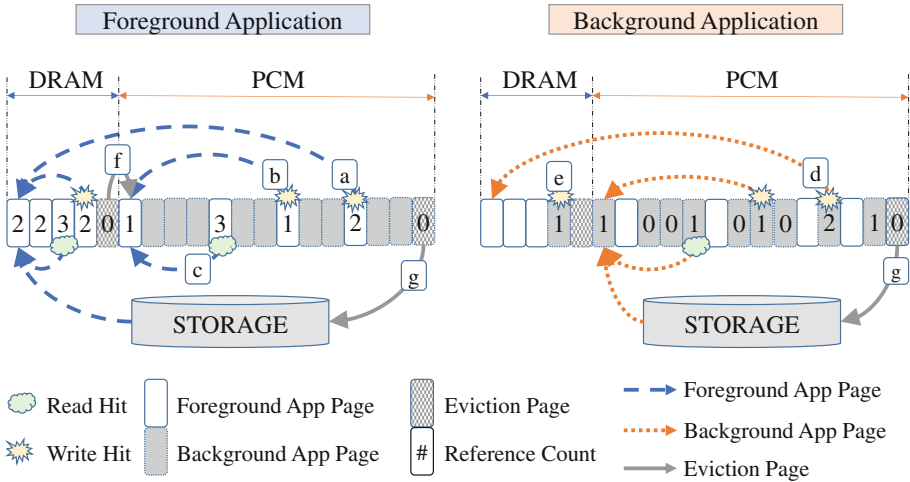 Foreground Application
Background Application
DRAM
PCM
DRAM
PCM
f
b
a
e
d
2 2 3 2 0 1 3 1 2 0
1 1 0 0 1 0 1 0 2 1 0
c
g
g
STORAGE
STORAGE
Read Hit
Foreground App Page
Eviction Page
Foreground App Page
Write Hit
Background App Page
# Reference Count
Background App Page
Eviction Page